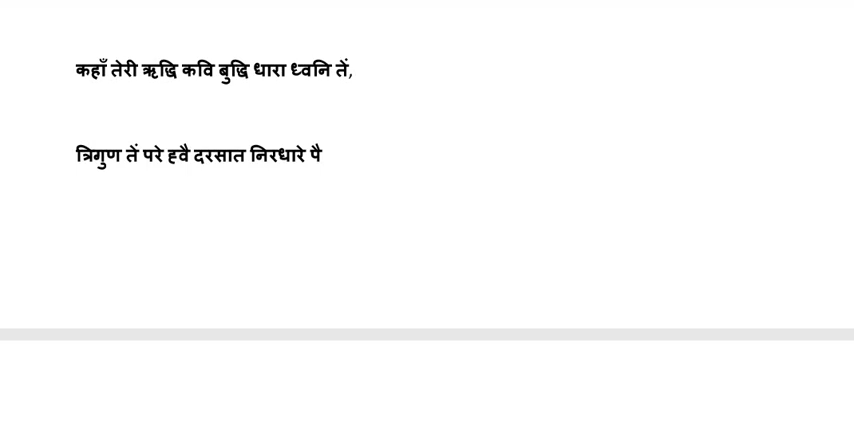 कहाँ तेरी ऋद्धि कवि बुद्धि धारा ध्वनि तें,
त्रिगुण तें परे ह्वै दरसात निरधारे पै